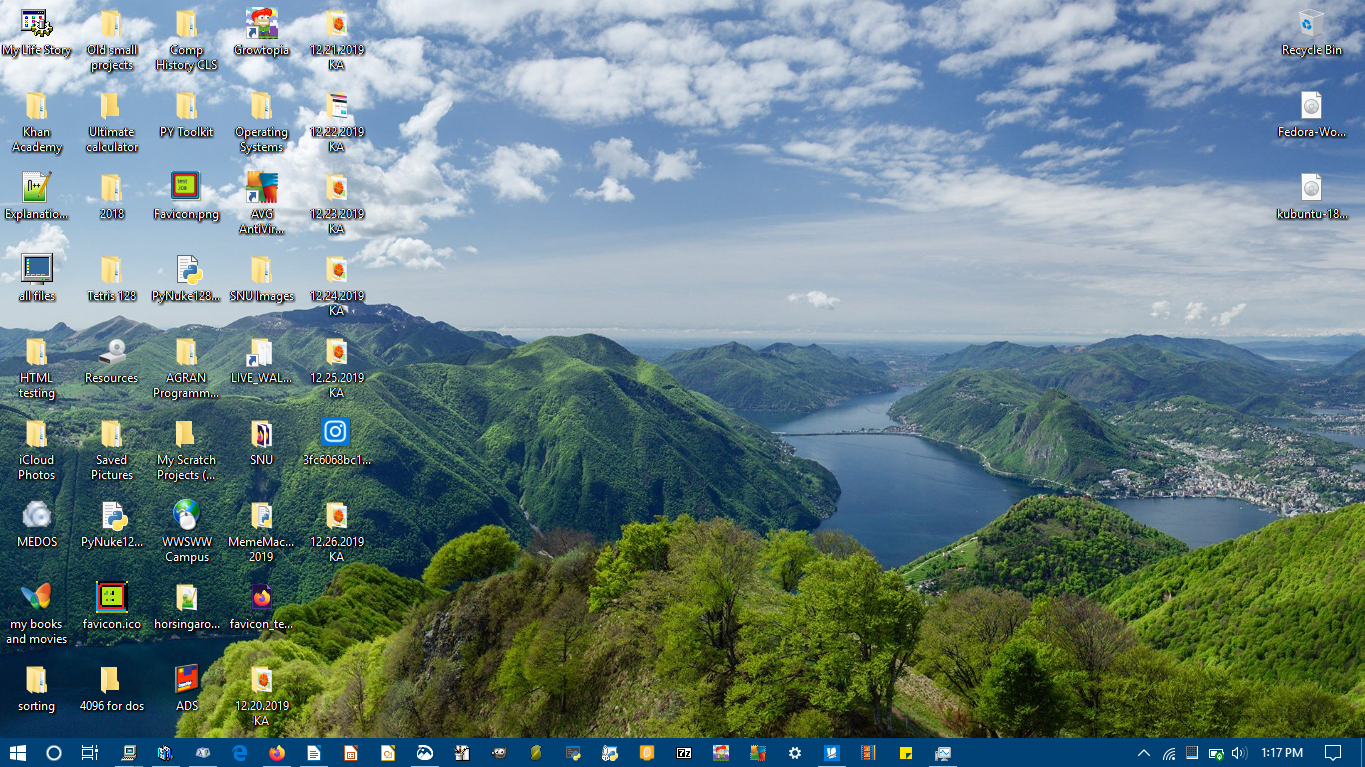 My Life Story
Old small
projects
Comp
History CLS
Growtopia
12.21.2019
KA
Recycle Bin
Khan
Academy
Ultimate
calculator
PY Toolkit
Operating
Systems
12.22.2019
KA
Fedora-Wo...
Explanatio...
2018
Favicon.png
AVG
AntiVir...
12.23.2019
KA
kubuntu-18...
all files
Tetris 128
PyNuke128...
SNU Images
12.24.2019
KA
HTML
testing
Resources
AGRAN
Programm...
LIVE_WAL...
12.25.2019
KA
iCloud
Photos
Saved
Pictures
My Scratch
Projects (...
SNU
3fc6068bc1...
MEDOS
PyNuke12...
WWSWW
Campus
MemeMac...
2019
12.26.2019
KA
my books
and movies
favicon.ico
horsingaro...
favicon_te...
sorting
4096 for dos
ADS
12.20.2019
KA
1:17 PM